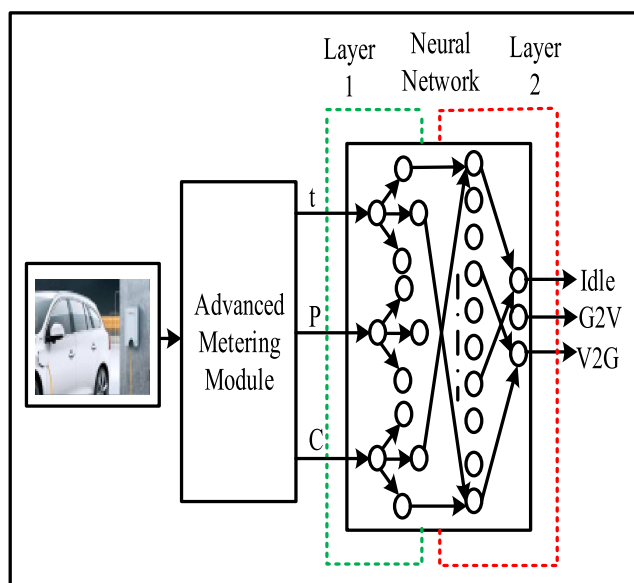 Layer
1
Neural
Network
Layer
2
t
P
C
Advanced
Metering
Module
Idle
G2V
V2G